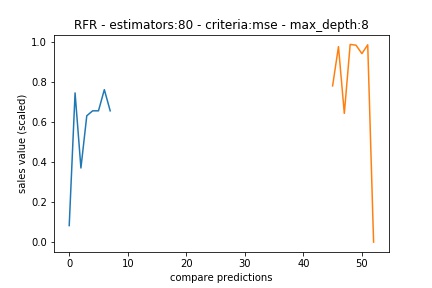 RFR - estimators:80 - criteria:mse - max_depth:8
1.0
0.8
0.6
0.4
0.2
0.0
sales value (scaled)
0 10 20 30 40 50
compare predictions